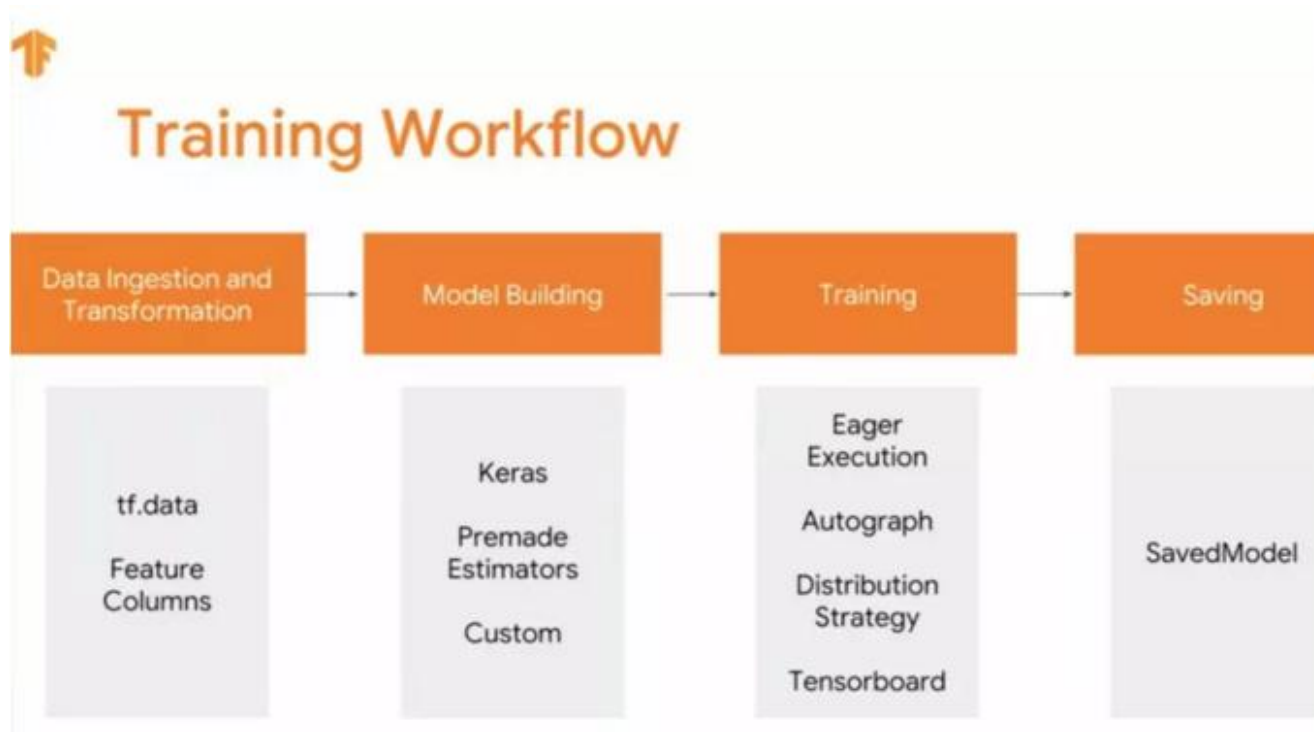 Training Workflow
Data Ingestion and
Transformation
Model Building
Training
Saving
tf.data
Feature
Columns
Keras
Premade
Estimators
Custom
Eager
Execution
Autograph
Distribution
Strategy
Tensorboard
SavedModel